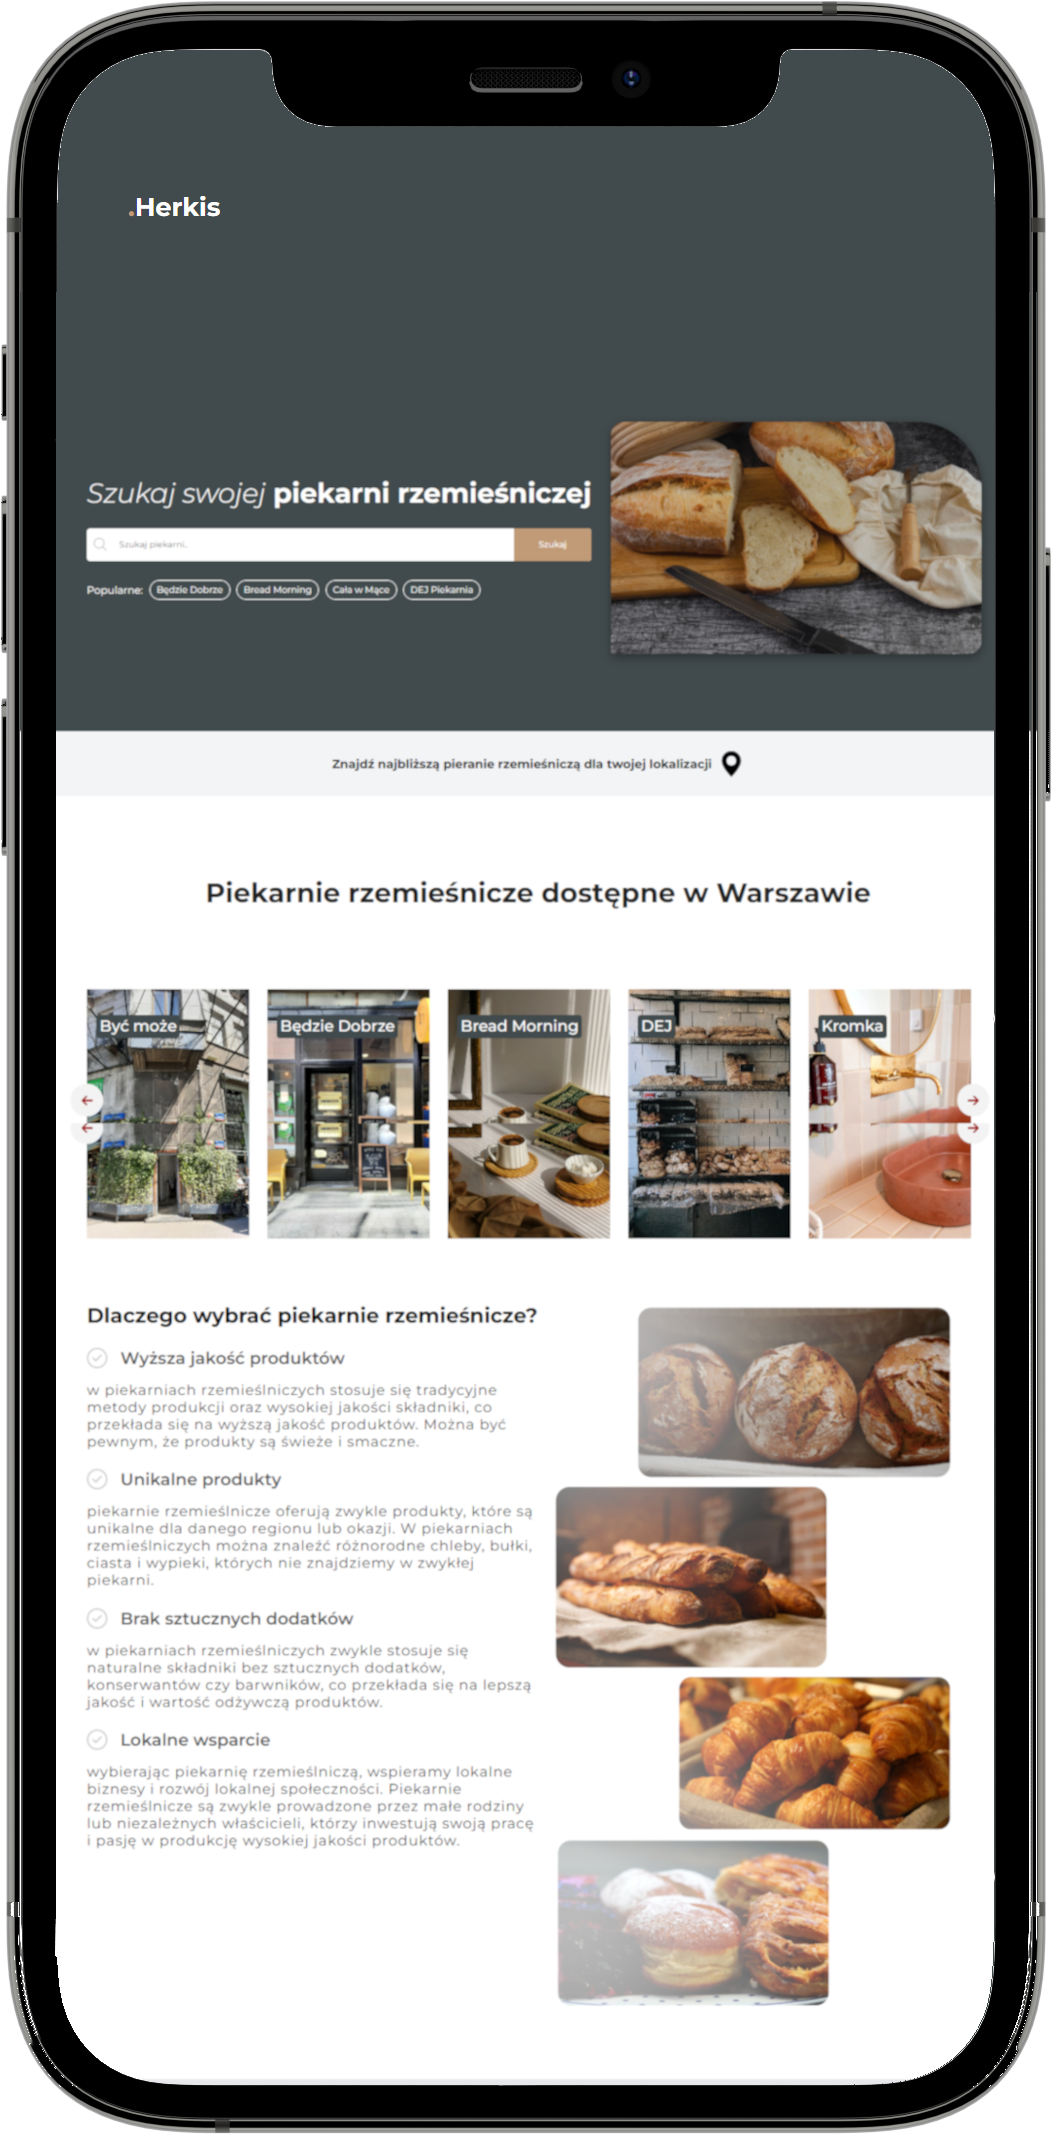 .Herkis
Szukaj swojej piekarni rzemieśniczej
Szukaj piekarni..
Szukaj
Popularne: Będzie Dobrze Bread Morning Cała w Mące DEJ Piekarnia
Znajdź najbliższą pieranie rzemieśniczą dla twojej lokalizacji
Piekarnie rzemieśnicze dostępne w Warszawie
Być może
Będzie Dobrze
Bread Morning
DEJ
Kromka
Dlaczego wybrać piekarnie rzemieśnicze?
Wyższa jakość produktów
w piekarniach rzemieślniczych stosuje się tradycyjne
metody produkcji oraz wysokiej jakości składniki, co
przekłada się na wyższą jakość produktów. Można być
pewnym, że produkty są świeże i smaczne.
Unikalne produkty
piekarnie rzemieślnicze oferują zwykle produkty, które są
unikalne dla danego regionu lub okazji. W piekarniach
rzemieślniczych można znaleźć różnorodne chleby, bułki,
ciasta i wypieki, których nie znajdziemy w zwykłej
piekarni.
Brak sztucznych dodatków
w piekarniach rzemieślniczych zwykle stosuje się
naturalne składniki bez sztucznych dodatków,
konserwantów czy barwników, co przekłada się na lepszą
jakość i wartość odżywczą produktów.
Lokalne wsparcie
wybierając piekarnię rzemieślniczą, wspieramy lokalne
biznesy i rozwój lokalnej społeczności. Piekarnie
rzemieślnicze są zwykle prowadzone przez małe rodziny
lub niezależnych właścicieli, którzy inwestują swoją pracę
i pasję w produkcję wysokiej jakości produktów.